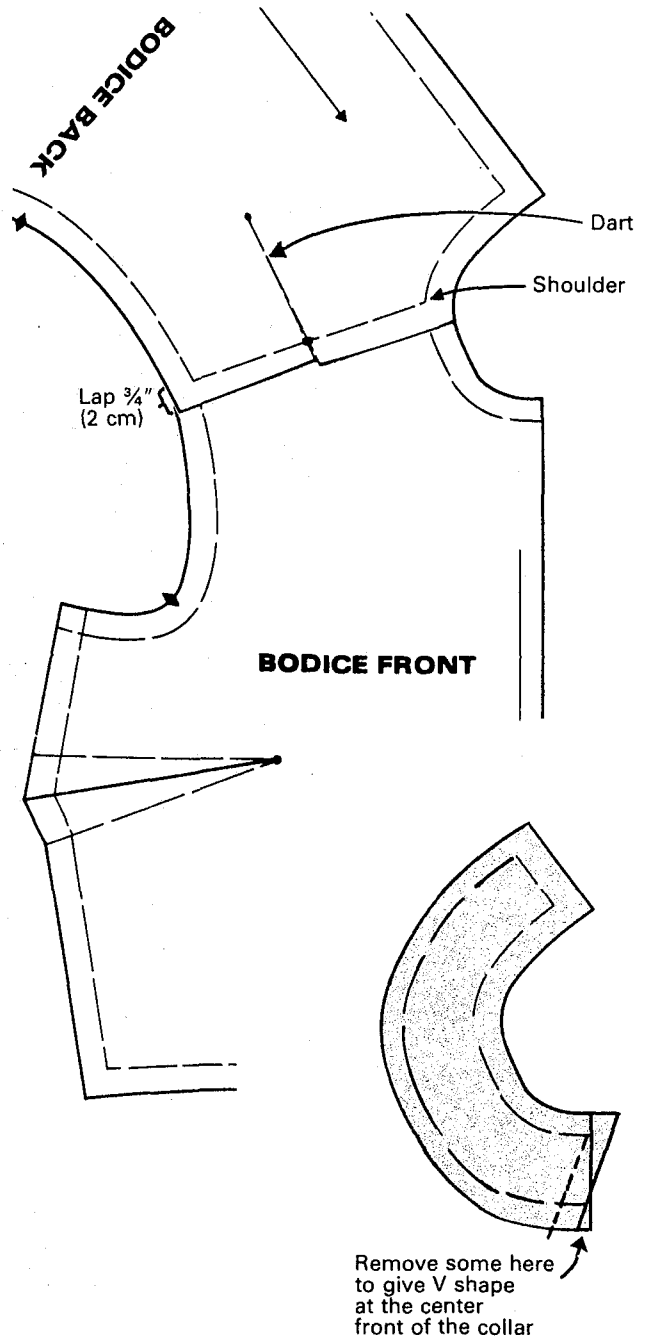 BODICE BACK
Dart
Shoulder
Lap ¾"
(2 cm)
BODICE FRONT
Remove some here
to give V shape
at the center
front of the collar